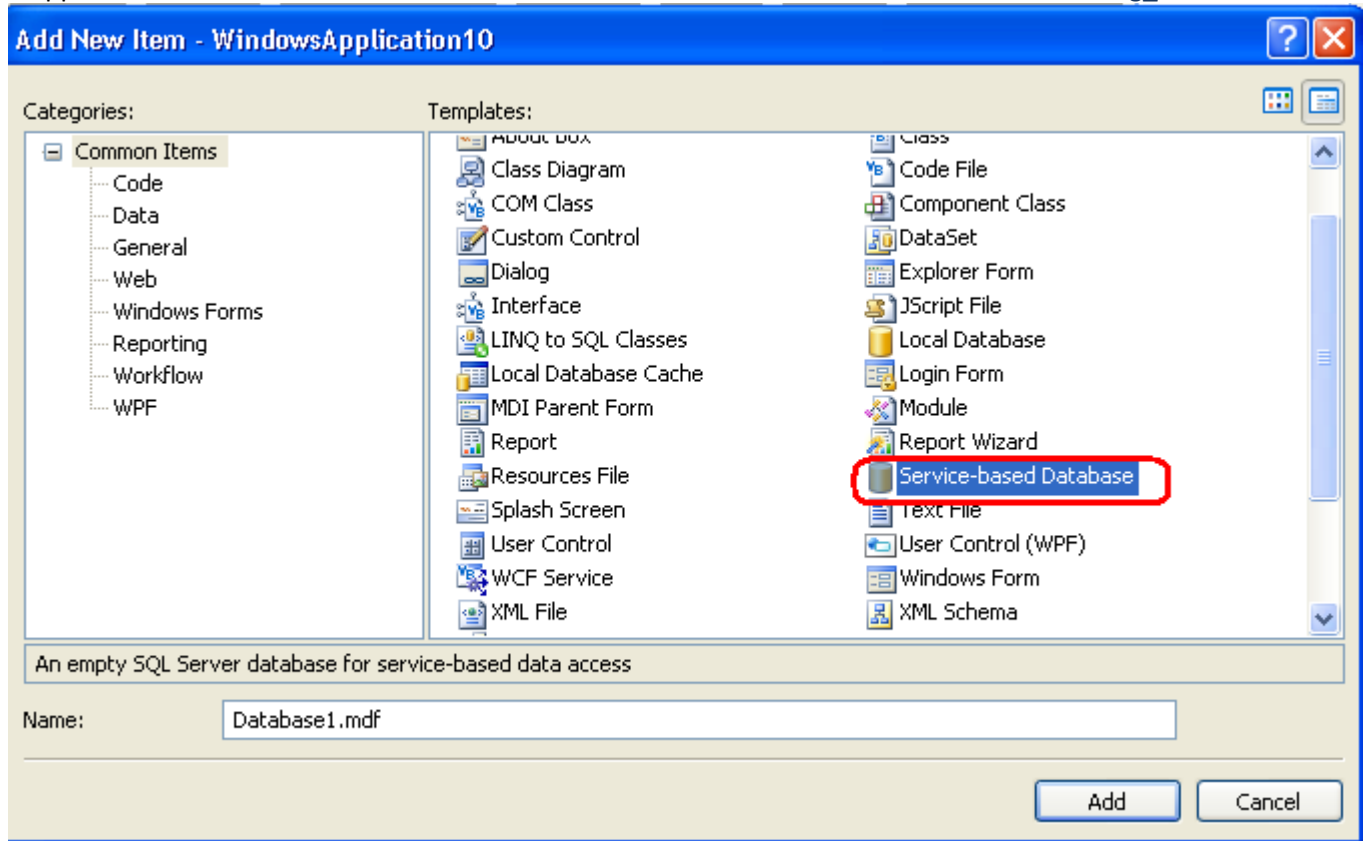 Add New Item - WindowsApplication10
Categories:
Templates:
Common Items
Code
Data
General
Web
Windows Forms
Reporting
Workflow
WPF
About Box
Class
Class Diagram
Code File
COM Class
Component Class
Custom Control
DataSet
Dialog
Explorer Form
Interface
JScript File
LINQ to SQL Classes
Local Database
Local Database Cache
Login Form
MDI Parent Form
Module
Report
Report Wizard
Resources File
Service-based Database
Splash Screen
Text File
User Control
User Control (WPF)
WCF Service
Windows Form
XML File
XML Schema
An empty SQL Server database for service-based data access
Name:
Database1.mdf
Add
Cancel